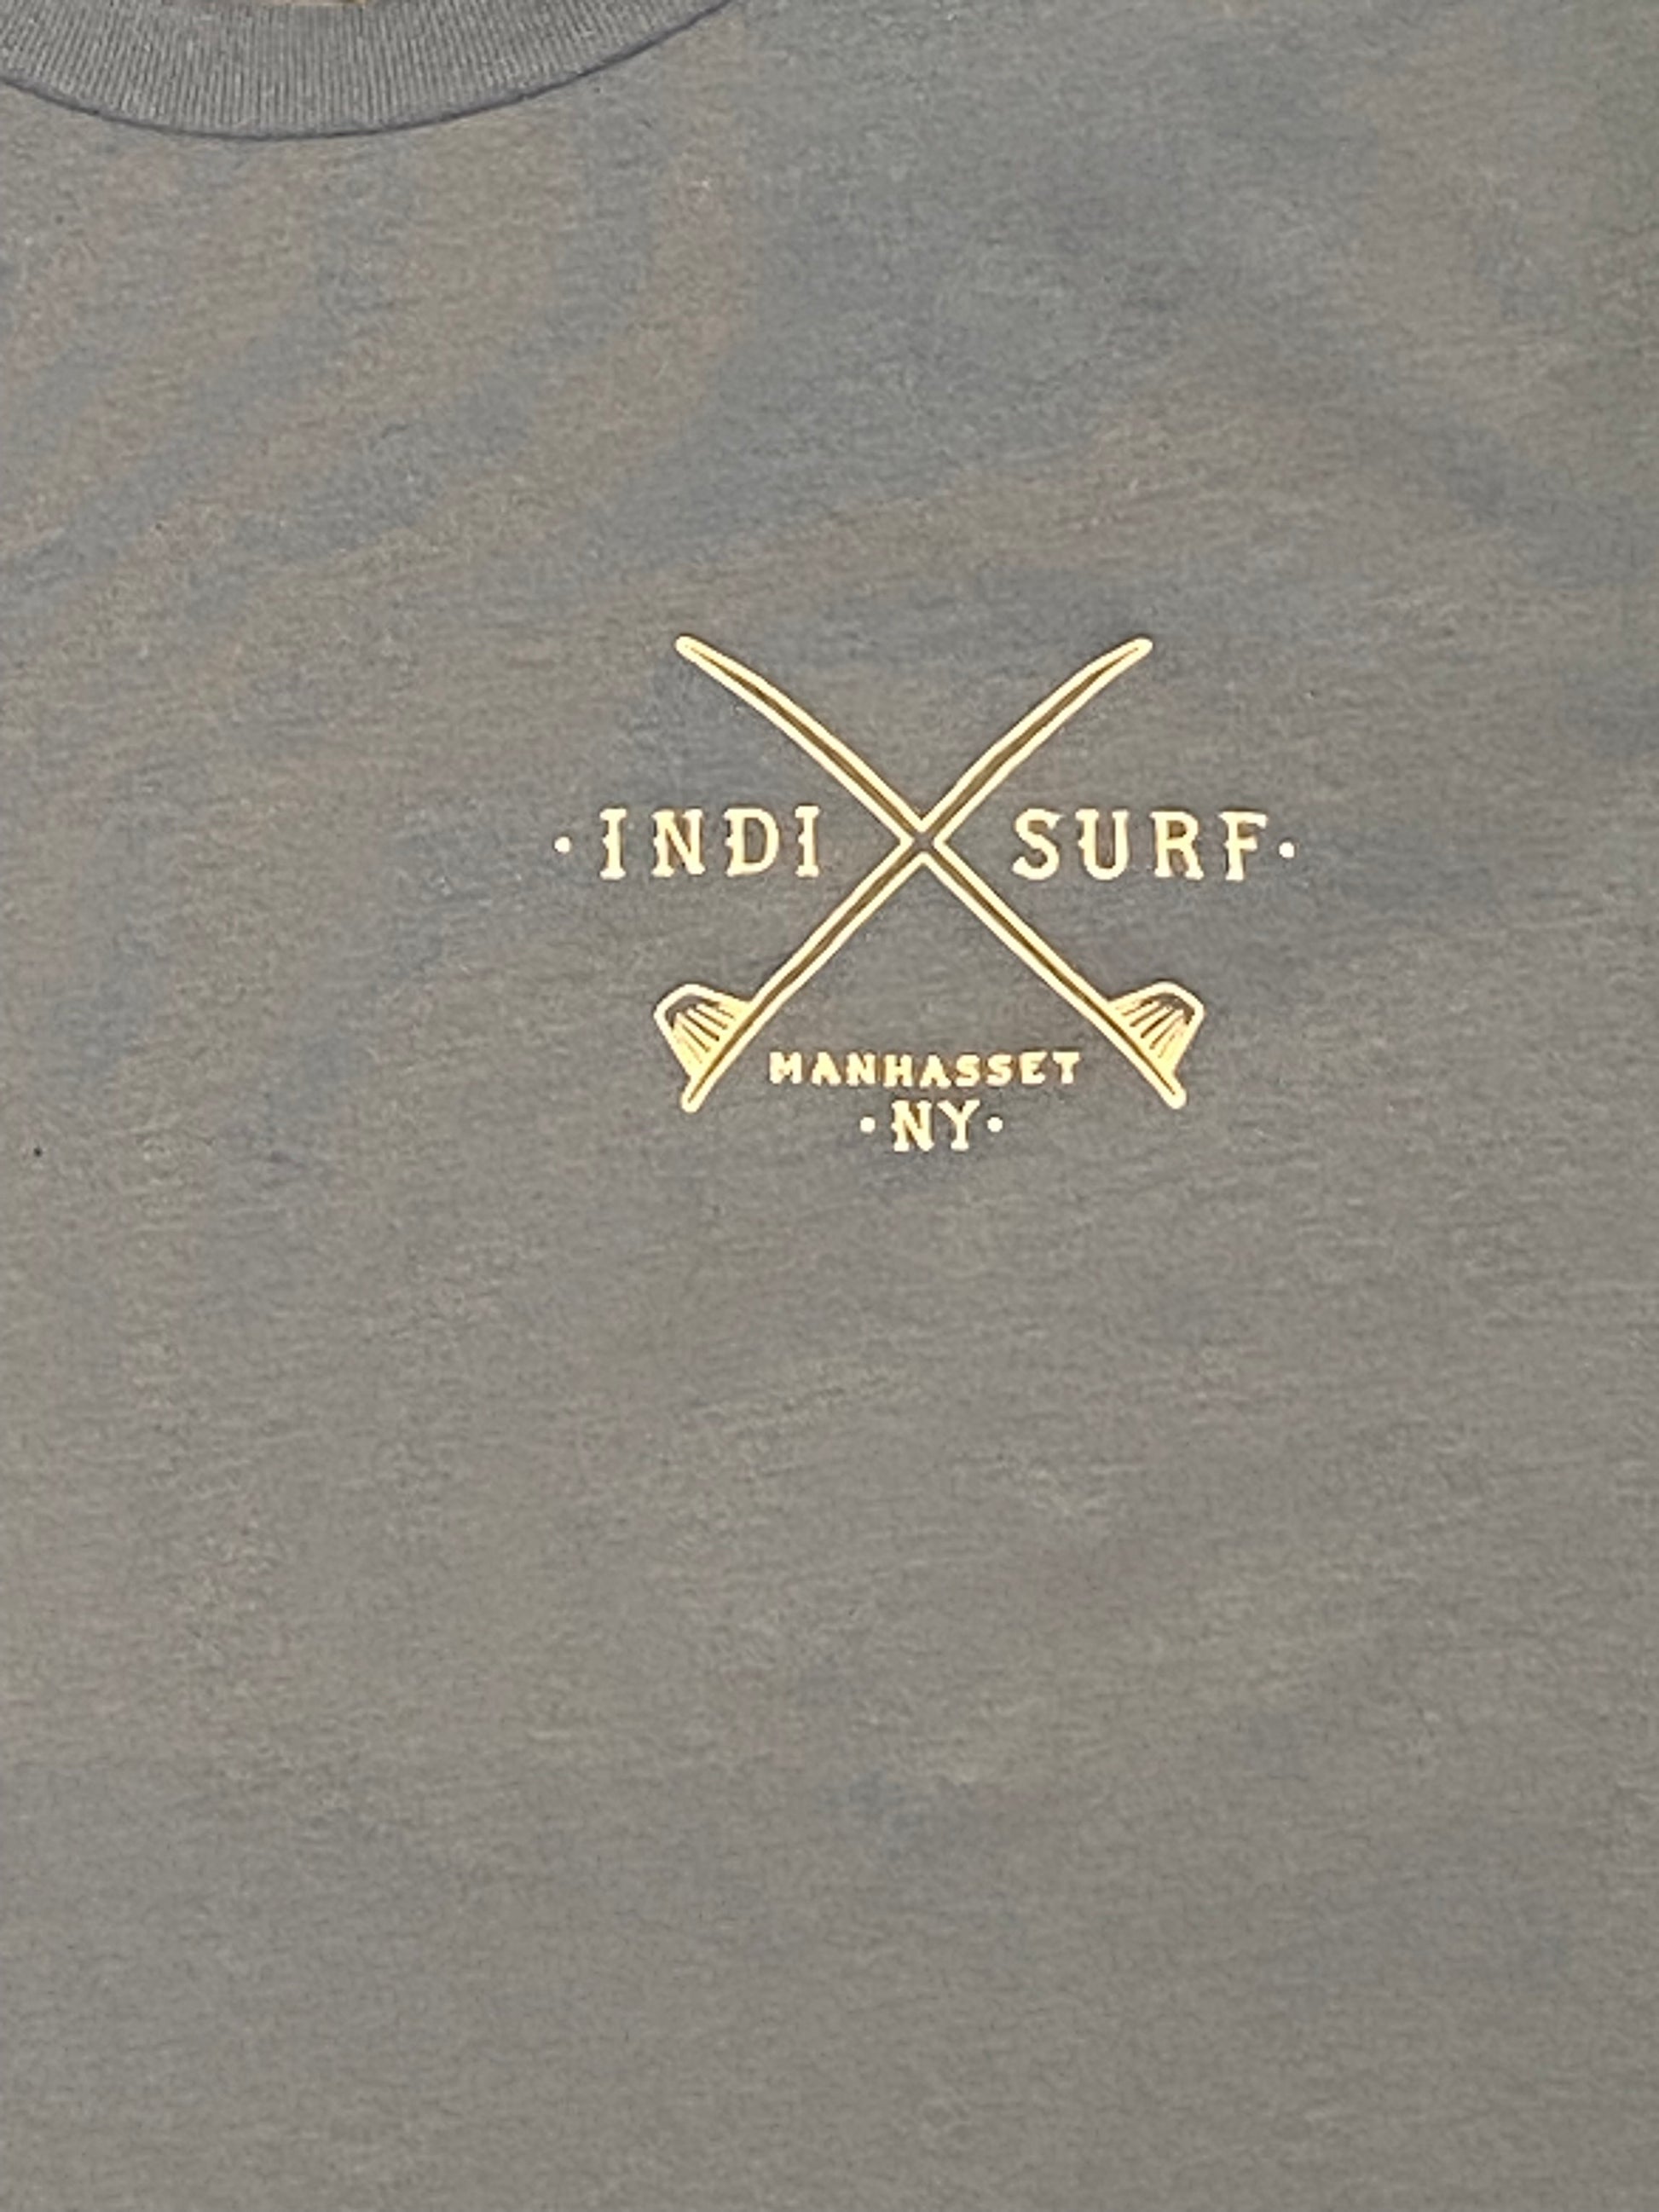 ·INDI SURF·
MANHASSET
·NY·